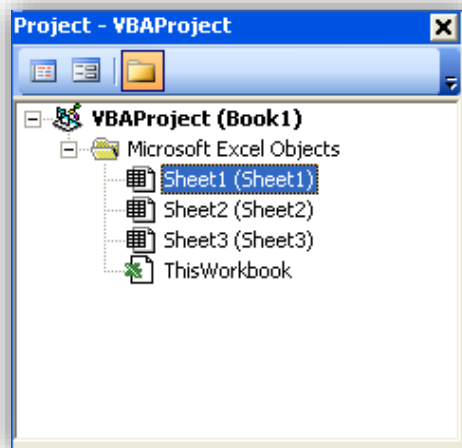 Project - VBAProject
VBAProject (Book1)
Microsoft Excel Objects
Sheet1 (Sheet1)
Sheet2 (Sheet2)
Sheet3 (Sheet3)
ThisWorkbook